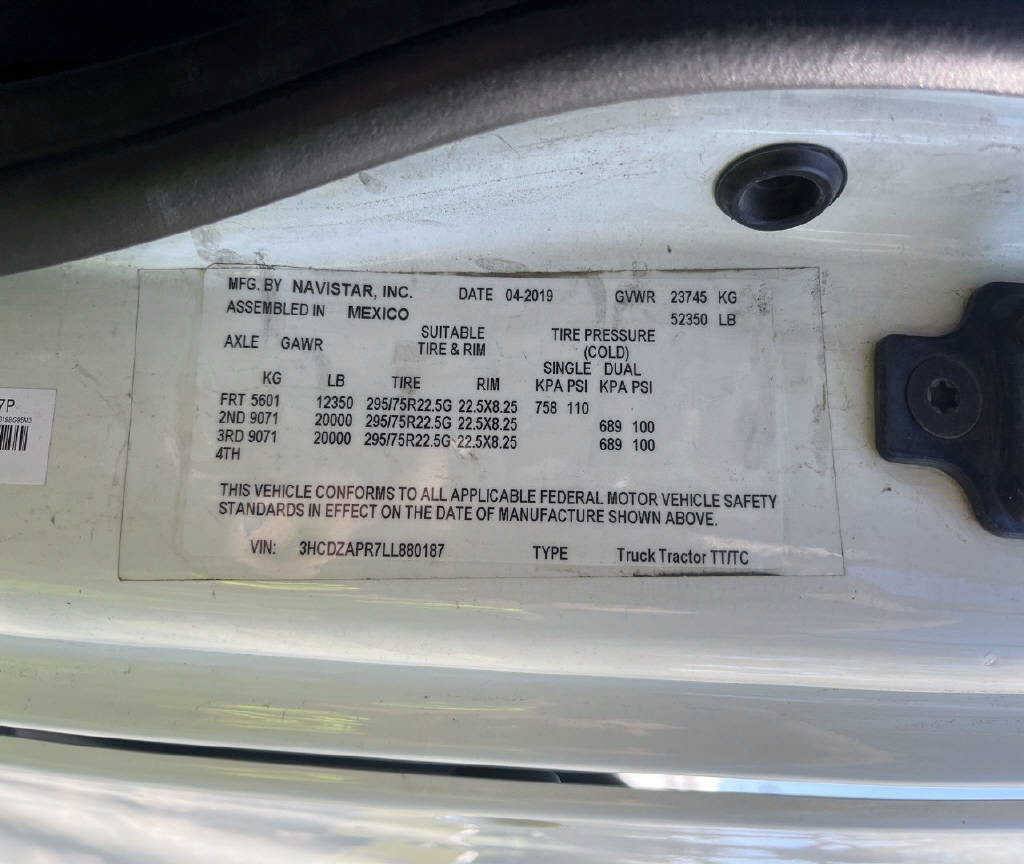 MFG. BY NAVISTAR, INC. DATE 04-2019 GVWR 23745 KG
ASSEMBLED IN MEXICO 52350 LB
AXLE GAWR SUITABLE TIRE PRESSURE
TIRE & RIM (COLD)
SINGLE DUAL
KG LB TIRE RIM KPA PSI KPA PSI
FRT 5601 12350 295/75R22.5G 22.5X8.25 758 110
2ND 9071 20000 295/75R22.5G 22.5X8.25 689 100
3RD 9071 20000 295/75R22.5G 22.5X8.25 689 100
4TH
THIS VEHICLE CONFORMS TO ALL APPLICABLE FEDERAL MOTOR VEHICLE SAFETY
STANDARDS IN EFFECT ON THE DATE OF MANUFACTURE SHOWN ABOVE.
VIN: 3HCDZAPR7LL880187 TYPE Truck Tractor TT/TC
7P